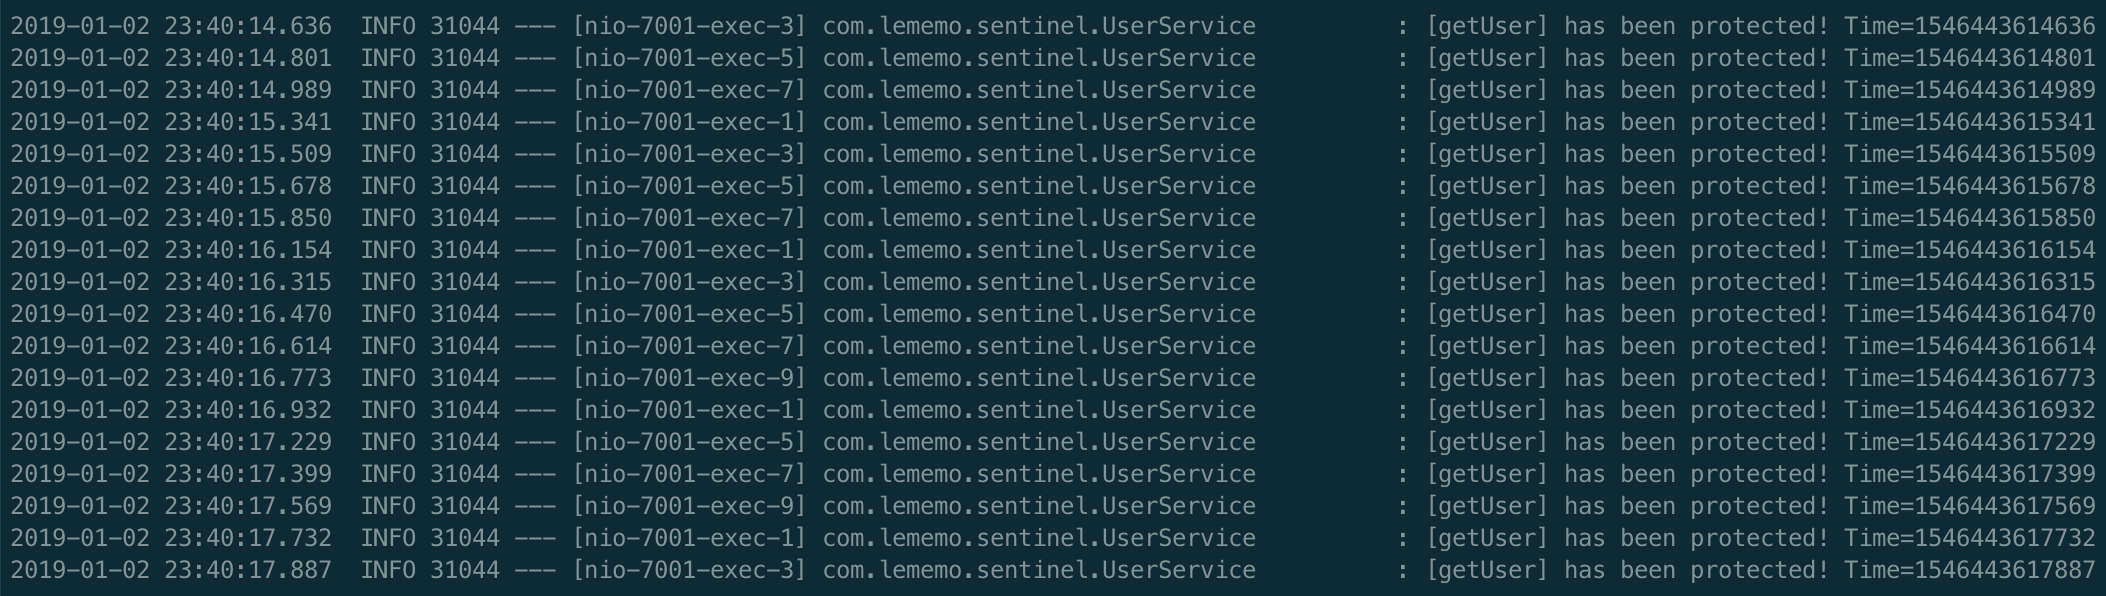 2019-01-02 23:40:14.636  INFO 31044 --- [nio-7001-exec-3] com.lememo.sentinel.UserService          : [getUser] has been protected! Time=1546443614636
2019-01-02 23:40:14.801  INFO 31044 --- [nio-7001-exec-5] com.lememo.sentinel.UserService          : [getUser] has been protected! Time=1546443614801
2019-01-02 23:40:14.989  INFO 31044 --- [nio-7001-exec-7] com.lememo.sentinel.UserService          : [getUser] has been protected! Time=1546443614989
2019-01-02 23:40:15.341  INFO 31044 --- [nio-7001-exec-1] com.lememo.sentinel.UserService          : [getUser] has been protected! Time=1546443615341
2019-01-02 23:40:15.509  INFO 31044 --- [nio-7001-exec-3] com.lememo.sentinel.UserService          : [getUser] has been protected! Time=1546443615509
2019-01-02 23:40:15.678  INFO 31044 --- [nio-7001-exec-5] com.lememo.sentinel.UserService          : [getUser] has been protected! Time=1546443615678
2019-01-02 23:40:15.850  INFO 31044 --- [nio-7001-exec-7] com.lememo.sentinel.UserService          : [getUser] has been protected! Time=1546443615850
2019-01-02 23:40:16.154  INFO 31044 --- [nio-7001-exec-1] com.lememo.sentinel.UserService          : [getUser] has been protected! Time=1546443616154
2019-01-02 23:40:16.315  INFO 31044 --- [nio-7001-exec-3] com.lememo.sentinel.UserService          : [getUser] has been protected! Time=1546443616315
2019-01-02 23:40:16.470  INFO 31044 --- [nio-7001-exec-5] com.lememo.sentinel.UserService          : [getUser] has been protected! Time=1546443616470
2019-01-02 23:40:16.614  INFO 31044 --- [nio-7001-exec-7] com.lememo.sentinel.UserService          : [getUser] has been protected! Time=1546443616614
2019-01-02 23:40:16.773  INFO 31044 --- [nio-7001-exec-9] com.lememo.sentinel.UserService          : [getUser] has been protected! Time=1546443616773
2019-01-02 23:40:16.932  INFO 31044 --- [nio-7001-exec-1] com.lememo.sentinel.UserService          : [getUser] has been protected! Time=1546443616932
2019-01-02 23:40:17.229  INFO 31044 --- [nio-7001-exec-5] com.lememo.sentinel.UserService          : [getUser] has been protected! Time=1546443617229
2019-01-02 23:40:17.399  INFO 31044 --- [nio-7001-exec-7] com.lememo.sentinel.UserService          : [getUser] has been protected! Time=1546443617399
2019-01-02 23:40:17.569  INFO 31044 --- [nio-7001-exec-9] com.lememo.sentinel.UserService          : [getUser] has been protected! Time=1546443617569
2019-01-02 23:40:17.732  INFO 31044 --- [nio-7001-exec-1] com.lememo.sentinel.UserService          : [getUser] has been protected! Time=1546443617732
2019-01-02 23:40:17.887  INFO 31044 --- [nio-7001-exec-3] com.lememo.sentinel.UserService          : [getUser] has been protected! Time=1546443617887